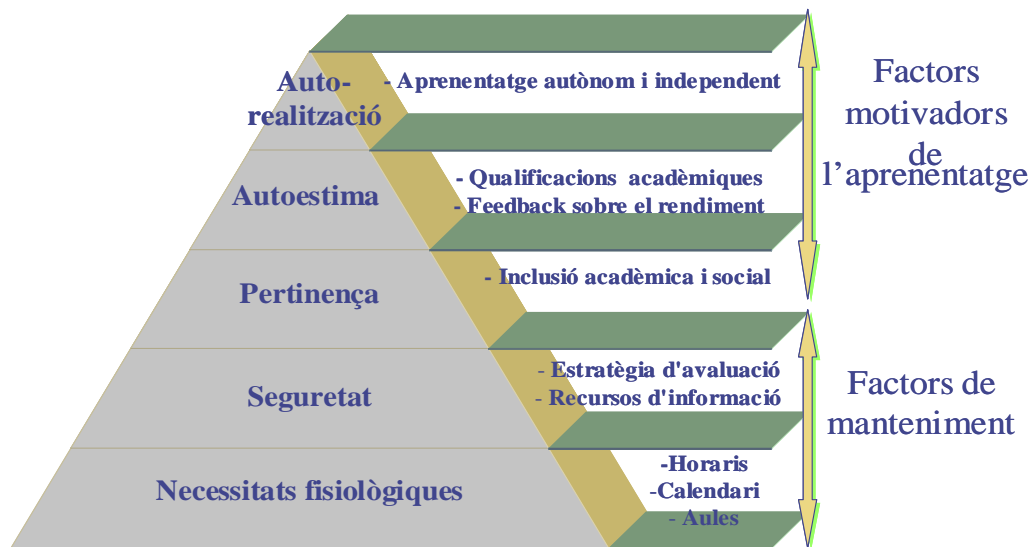 Auto-
realització
- Aprenentatge autònom i independent
Autoestima
- Qualificacions acadèmiques
- Feedback sobre el rendiment
Pertinença
- Inclusió acadèmica i social
Seguretat
- Estratègia d'avaluació
- Recursos d'informació
Necessitats fisiològiques
-Horaris
-Calendari
- Aules
Factors
motivadors
de
l’aprenentatge
Factors de
manteniment